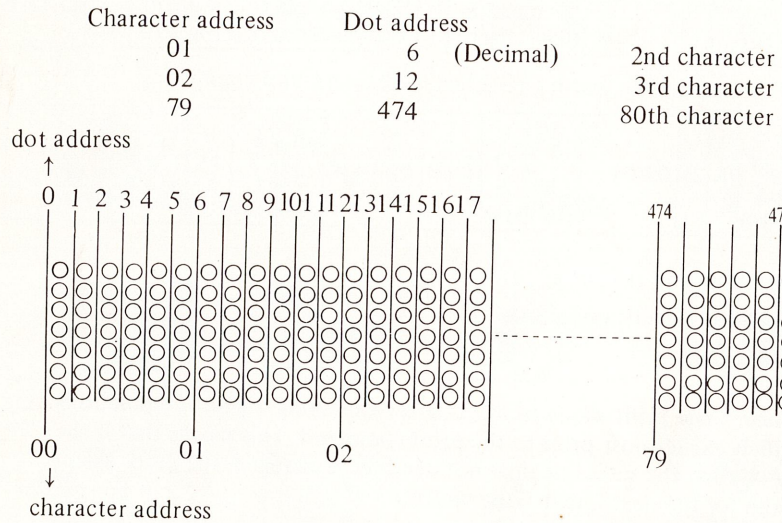 Character address Dot address
01 6 (Decimal) 2nd character
02 12 3rd character
79 474 80th character
dot address
↑
0 1 2 3 4 5 6 7 8 9 10 11 12 13 14 15 16 17 474
00 01 02 79
↓
character address